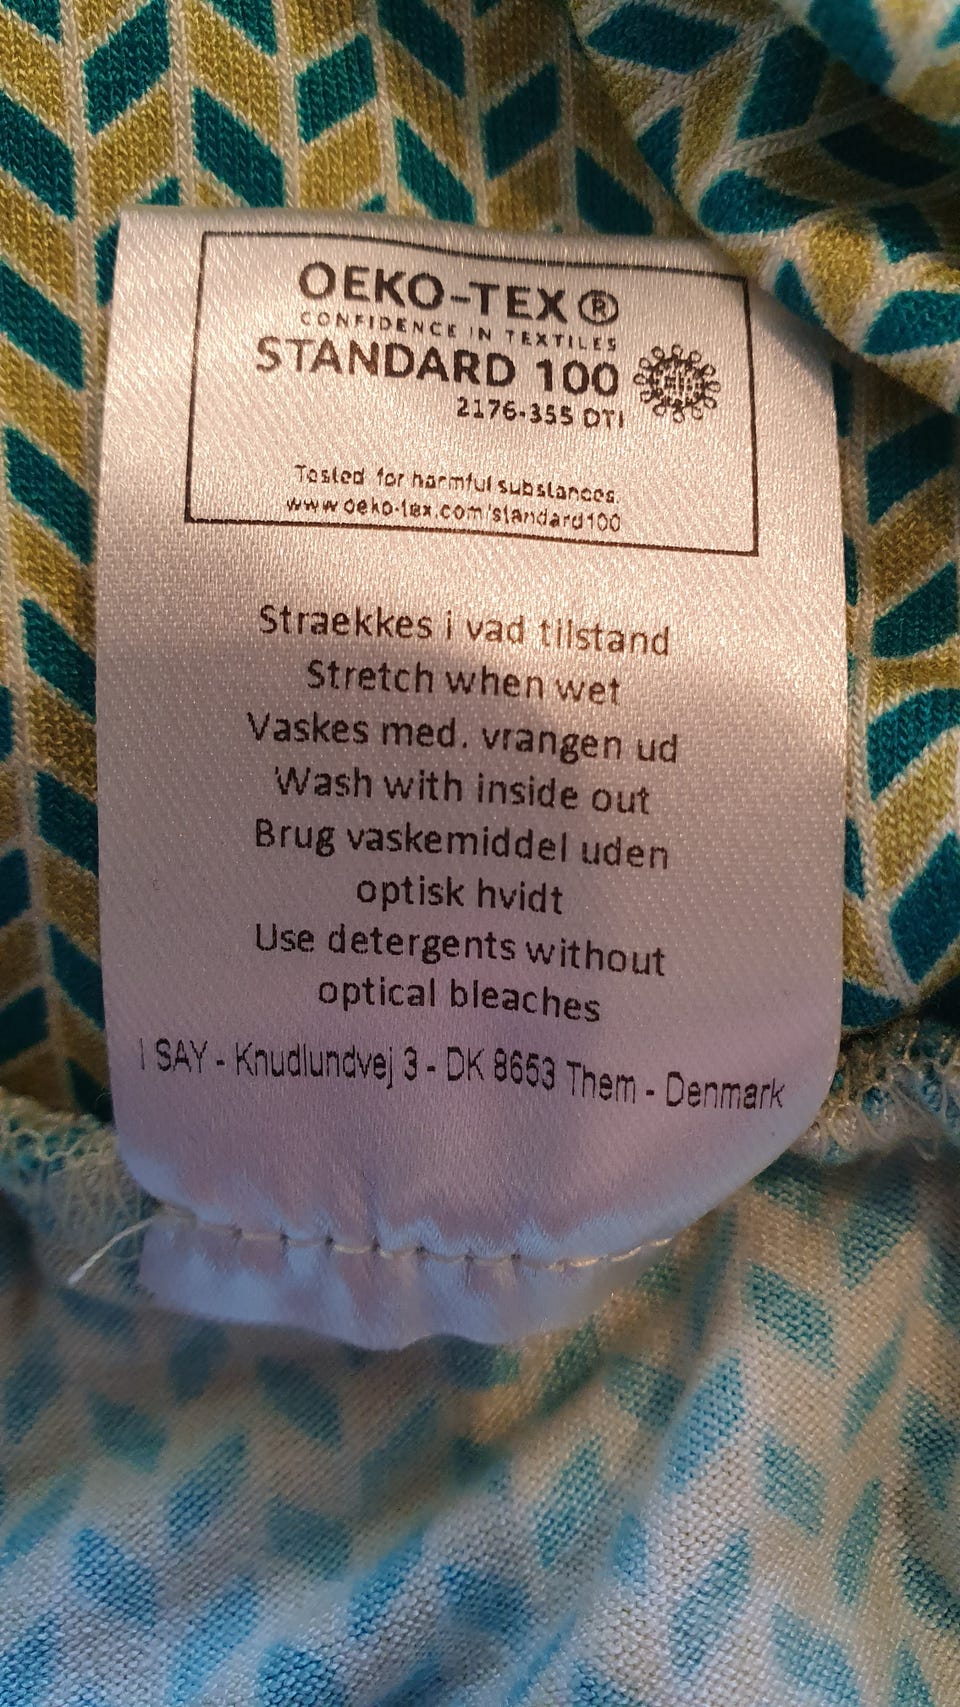 OEKO-TEX®
CONFIDENCE IN TEXTILES
STANDARD 100
2176-355 DTI
Tested for harmful substances.
www.oeko-tex.com/standard100
Straekkes i vad tilstand
Stretch when wet
Vaskes med. vrangen ud
Wash with inside out
Brug vaskemiddel uden
optisk hvidt
Use detergents without
optical bleaches
I SAY - Knudlundvej 3 - DK 8653 Them - Denmark